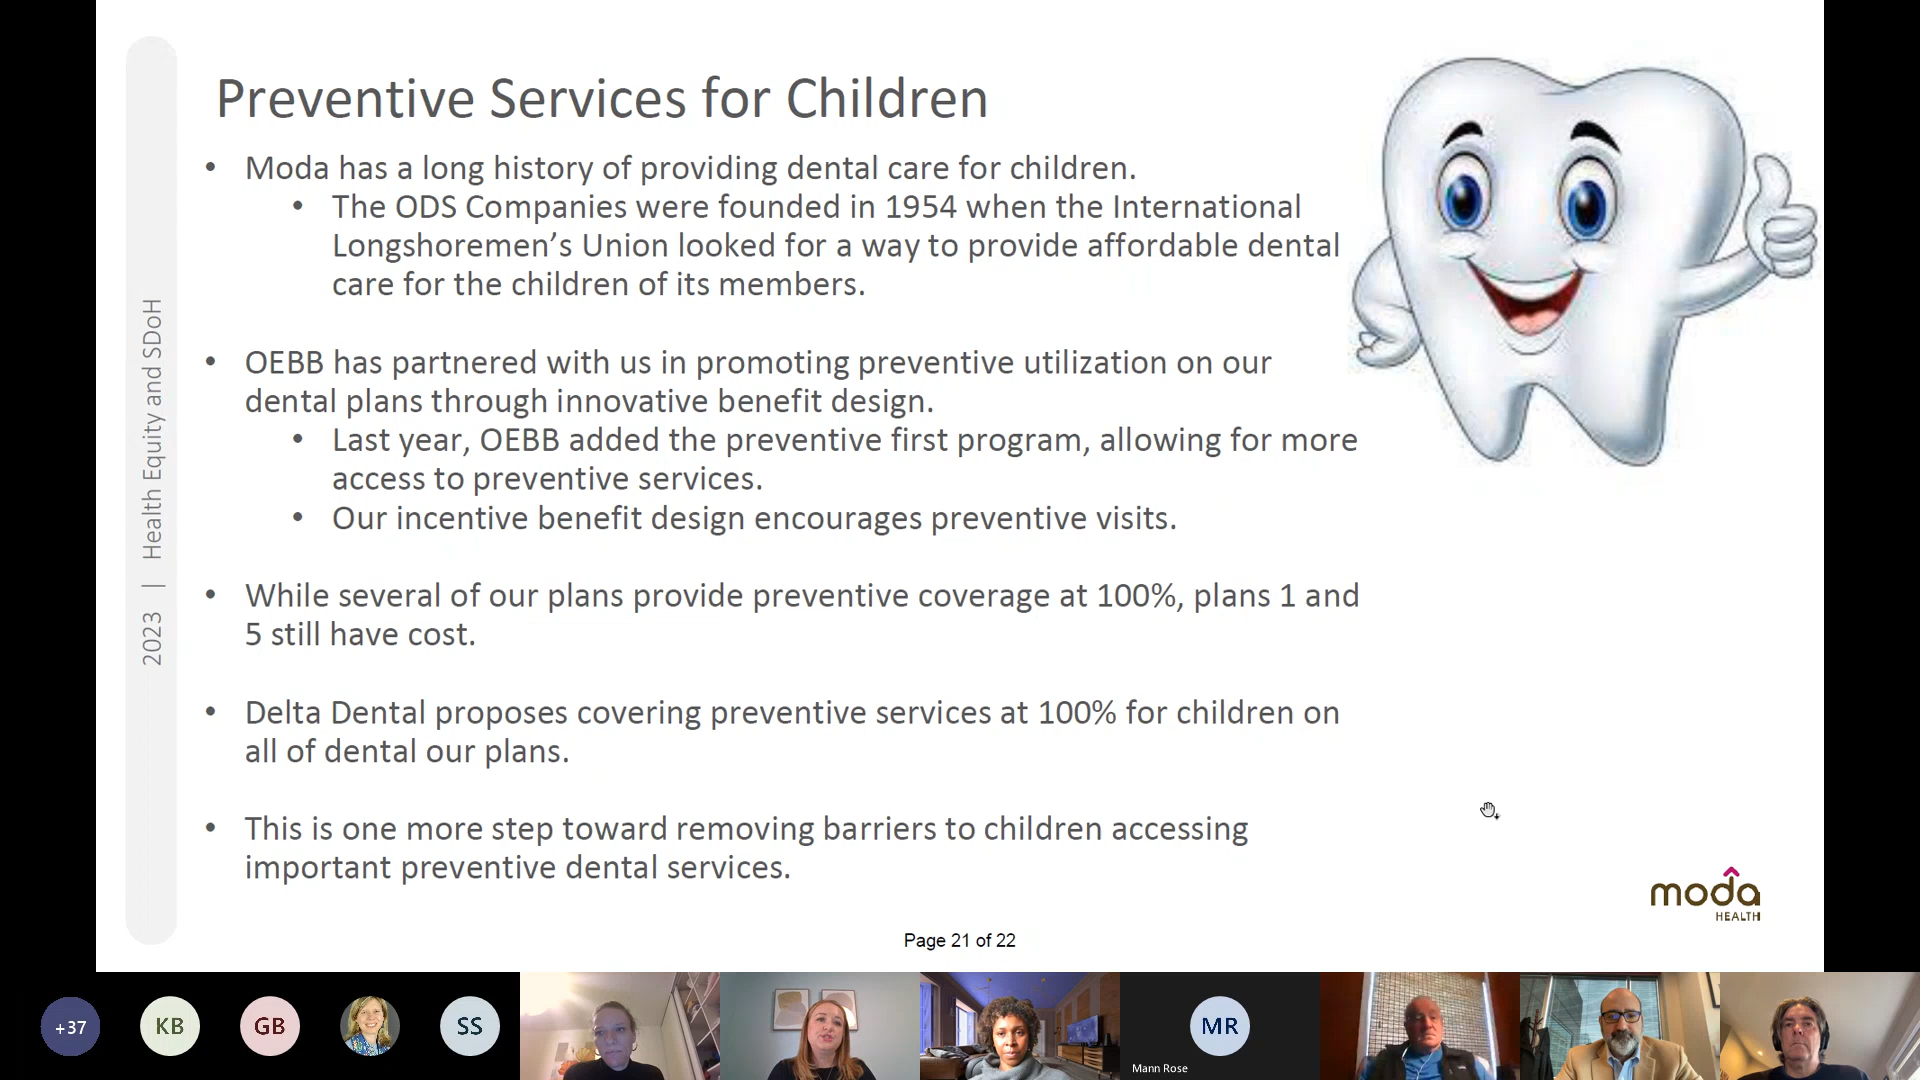 Preventive Services for Children
• Moda has a long history of providing dental care for children.
• The ODS Companies were founded in 1954 when the International
Longshoremen’s Union looked for a way to provide affordable dental
care for the children of its members.
• OEBB has partnered with us in promoting preventive utilization on our
dental plans through innovative benefit design.
• Last year, OEBB added the preventive first program, allowing for more
access to preventive services.
• Our incentive benefit design encourages preventive visits.
• While several of our plans provide preventive coverage at 100%, plans 1 and
5 still have cost.
• Delta Dental proposes covering preventive services at 100% for children on
all of dental our plans.
• This is one more step toward removing barriers to children accessing
important preventive dental services.
2023 | Health Equity and SDoH
moda
HEALTH
Page 21 of 22
+37
KB
GB
SS
MR
Mann Rose